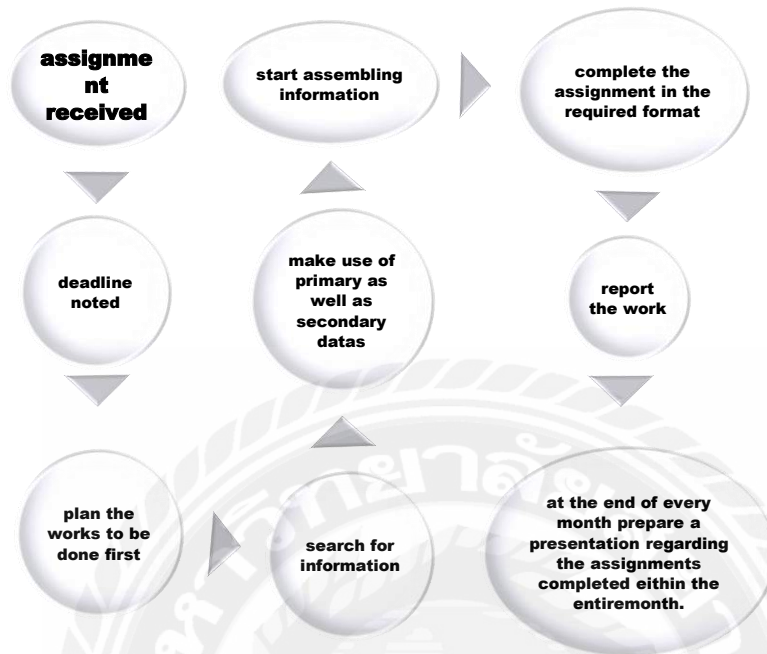 assignme
nt
received
deadline
noted
plan the
works to be
done first
search for
information
make use of
primary as
well as
secondary
datas
start assembling
information
complete the
assignment in the
required format
report
the work
at the end of every
month prepare a
presentation regarding
the assignments
completed eithin the
entiremonth.